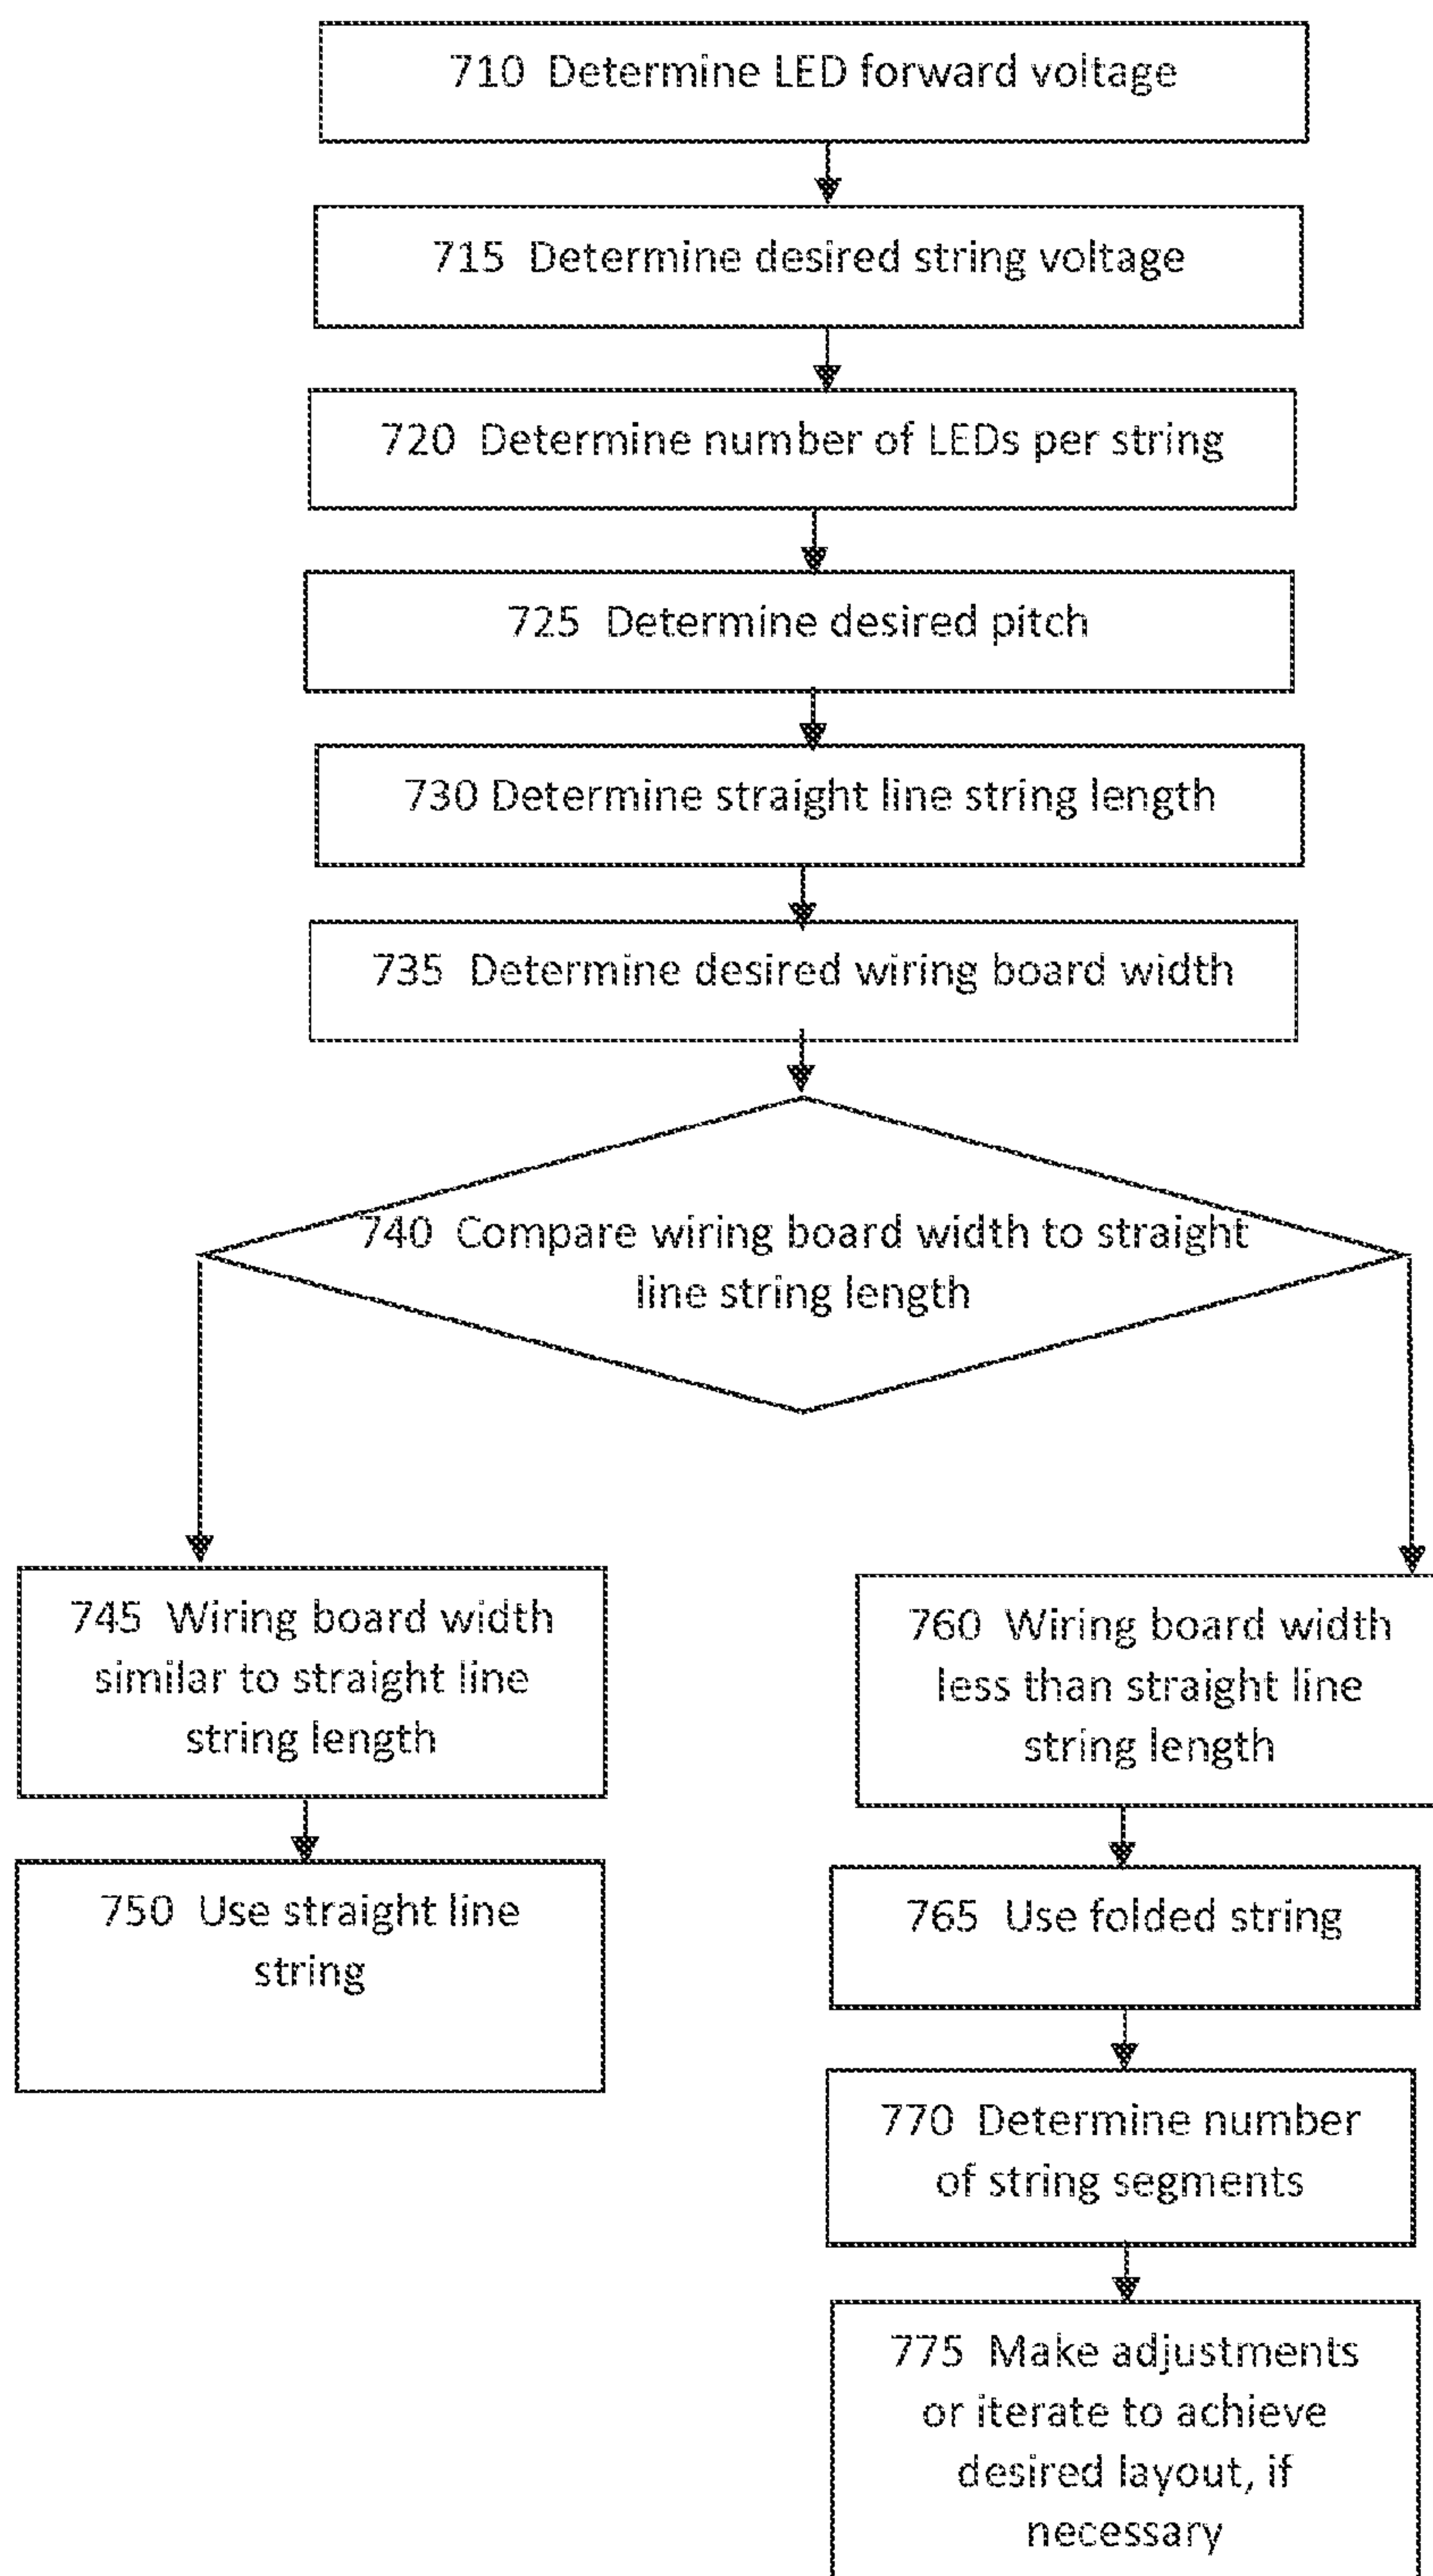 710 Determine LED forward voltage
715 Determine desired string voltage
720 Determine number of LEDs per string
725 Determine desired pitch
730 Determine straight line string length
735 Determine desired wiring board width
740 Compare wiring board width to straight
line string length
745 Wiring board width
similar to straight line
string length
750 Use straight line
string
760 Wiring board width
less than straight line
string length
765 Use folded string
770 Determine number
of string segments
775 Make adjustments
or iterate to achieve
desired layout, if
necessary